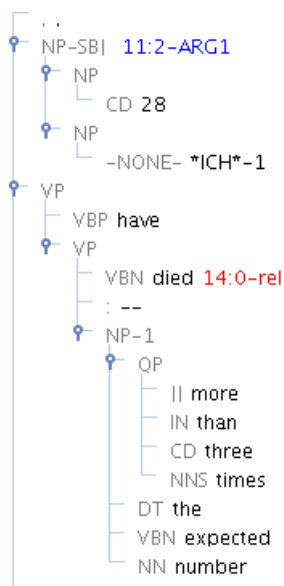 , ,
NP-SBJ 11:2-ARG1
NP
CD 28
NP
-NONE- *ICH*-1
VP
VBP have
VP
VBN died 14:0-rel
: --
NP-1
QP
JJ more
IN than
CD three
NNS times
DT the
VBN expected
NN number